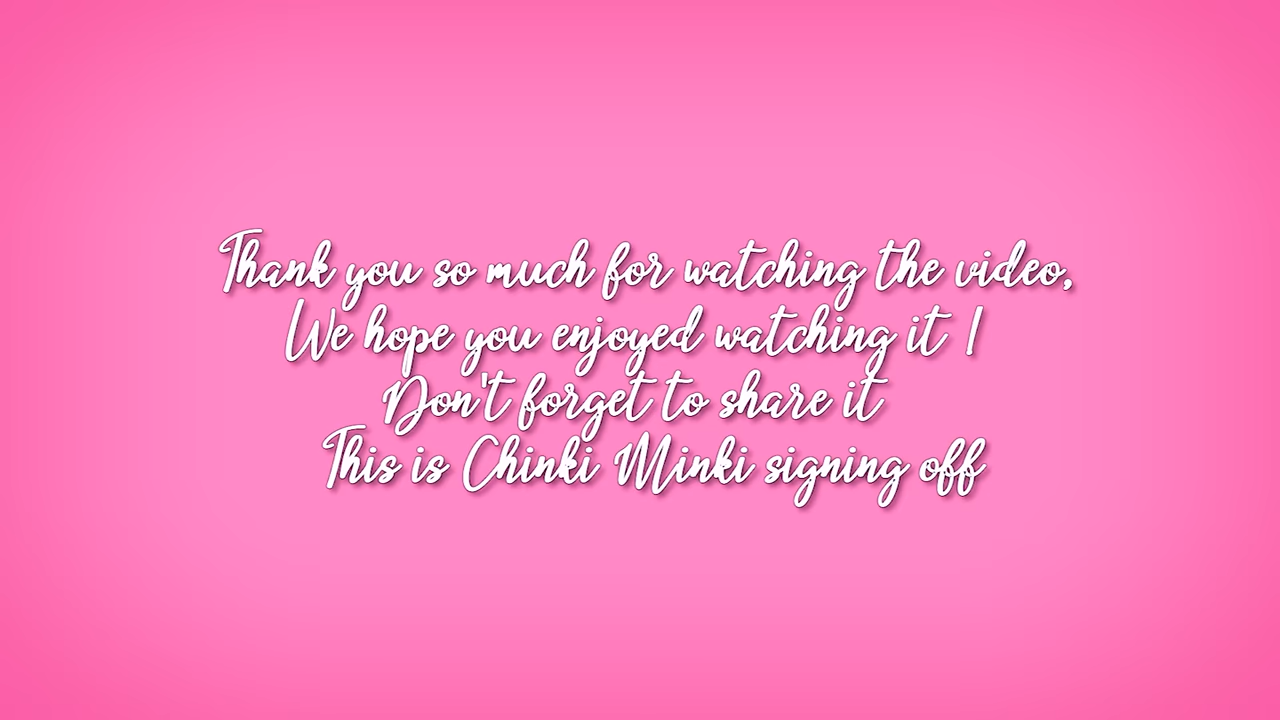 Thank you so much for watching the video,
We hope you enjoyed watching it !
Don't forget to share it
This is Chinki Minki signing off